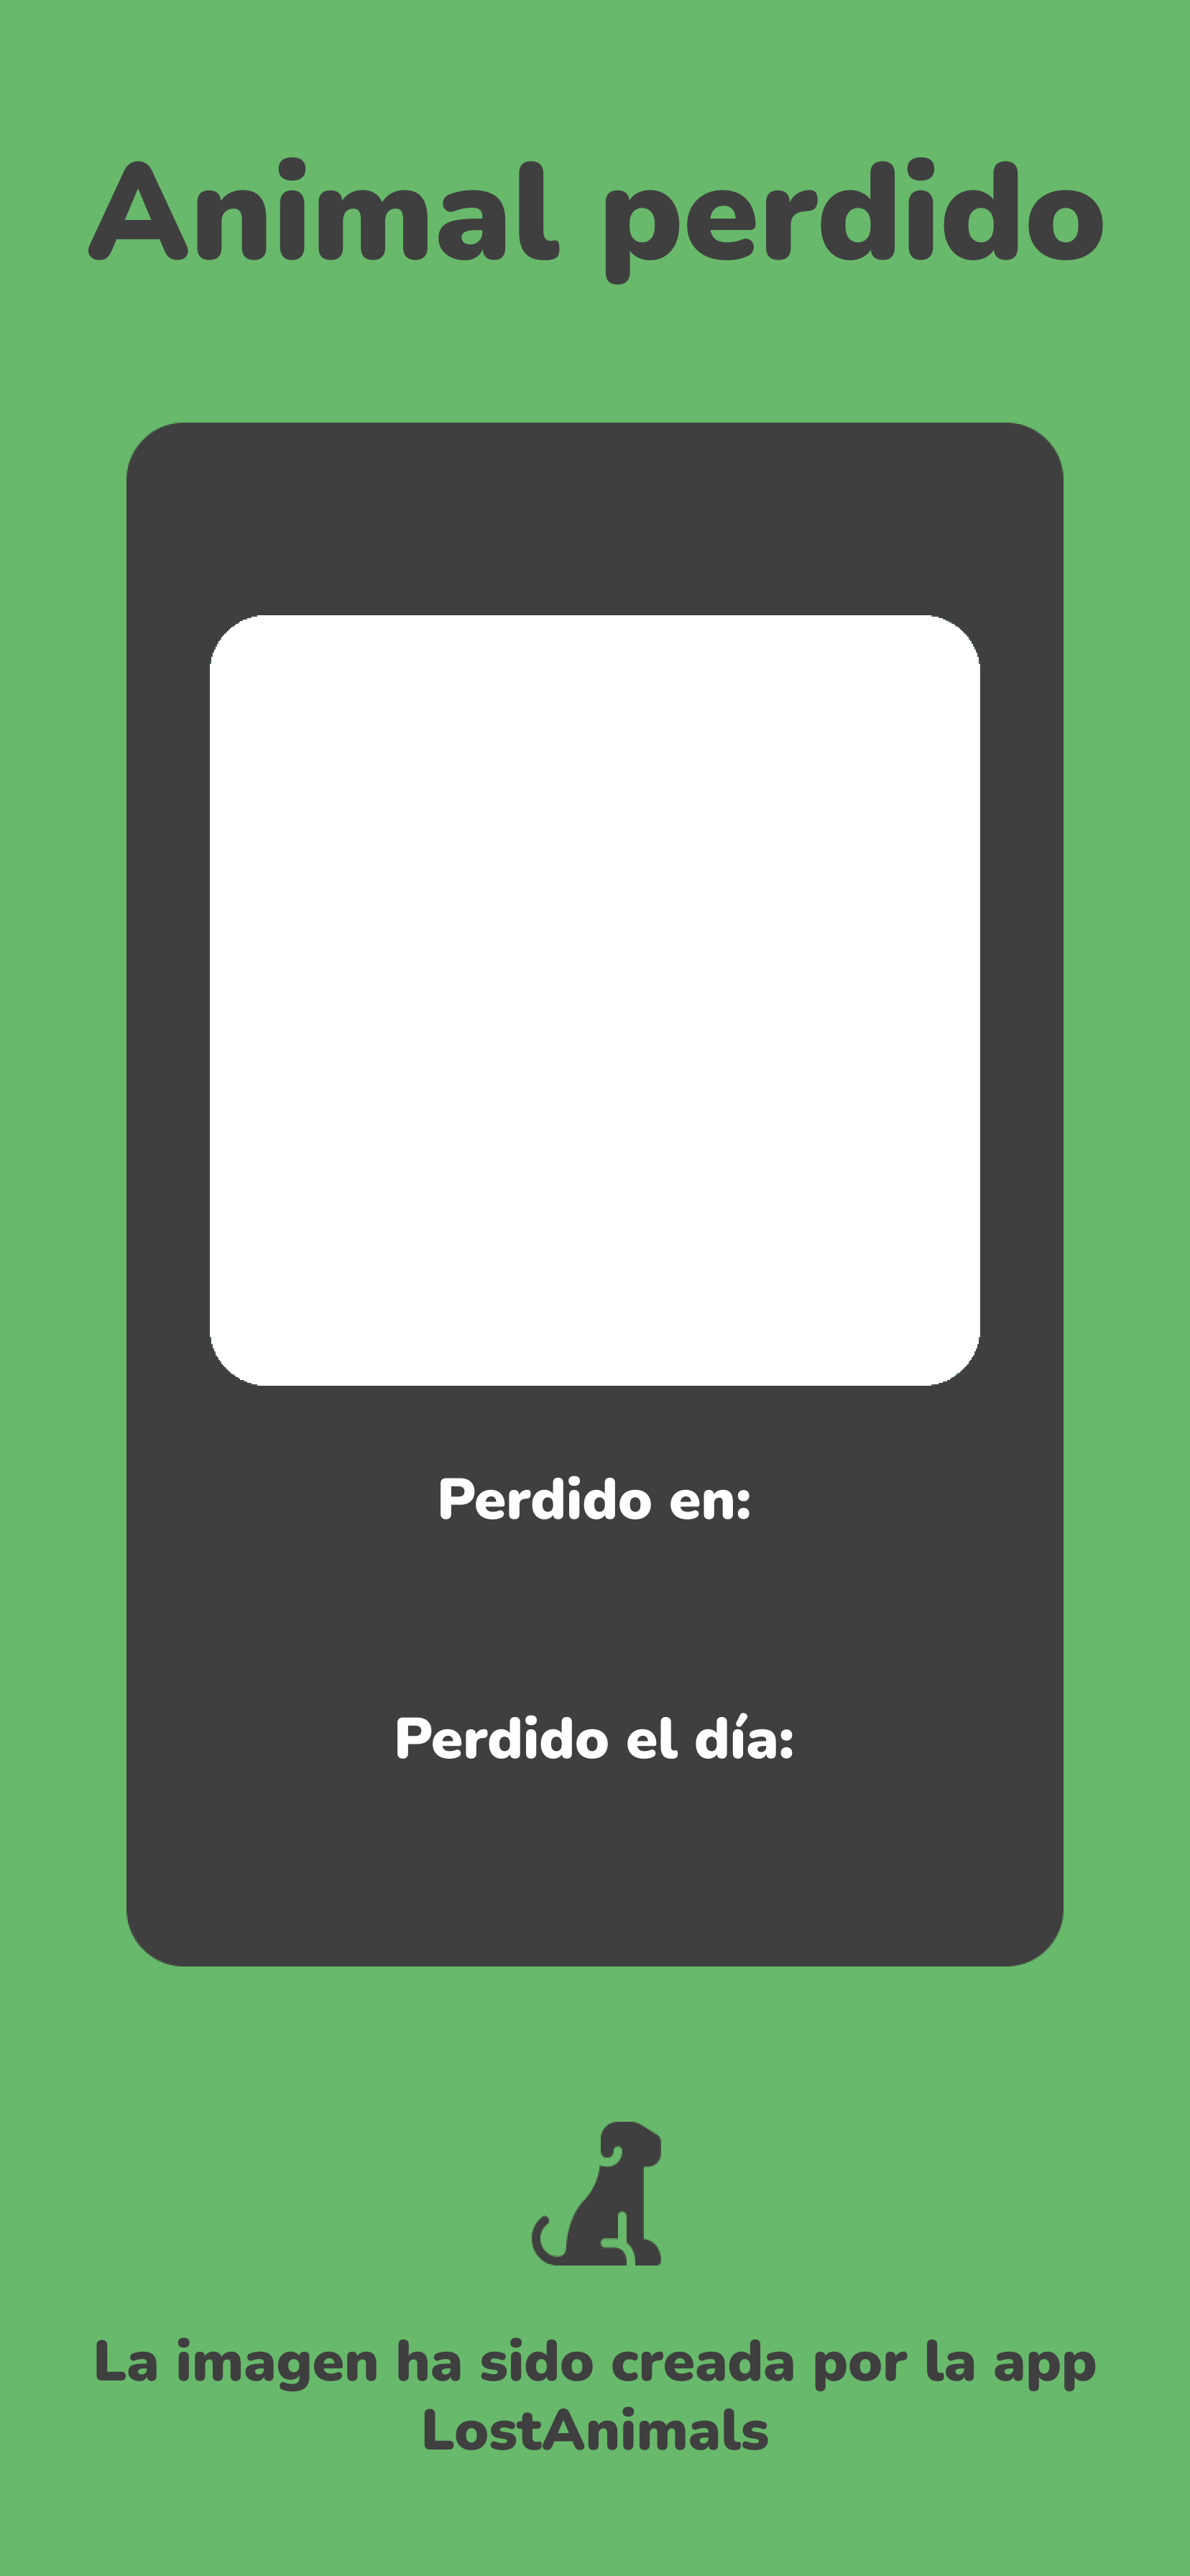 Animal perdido
Perdido en:
Perdido el día:
La imagen ha sido creada por la app
LostAnimals